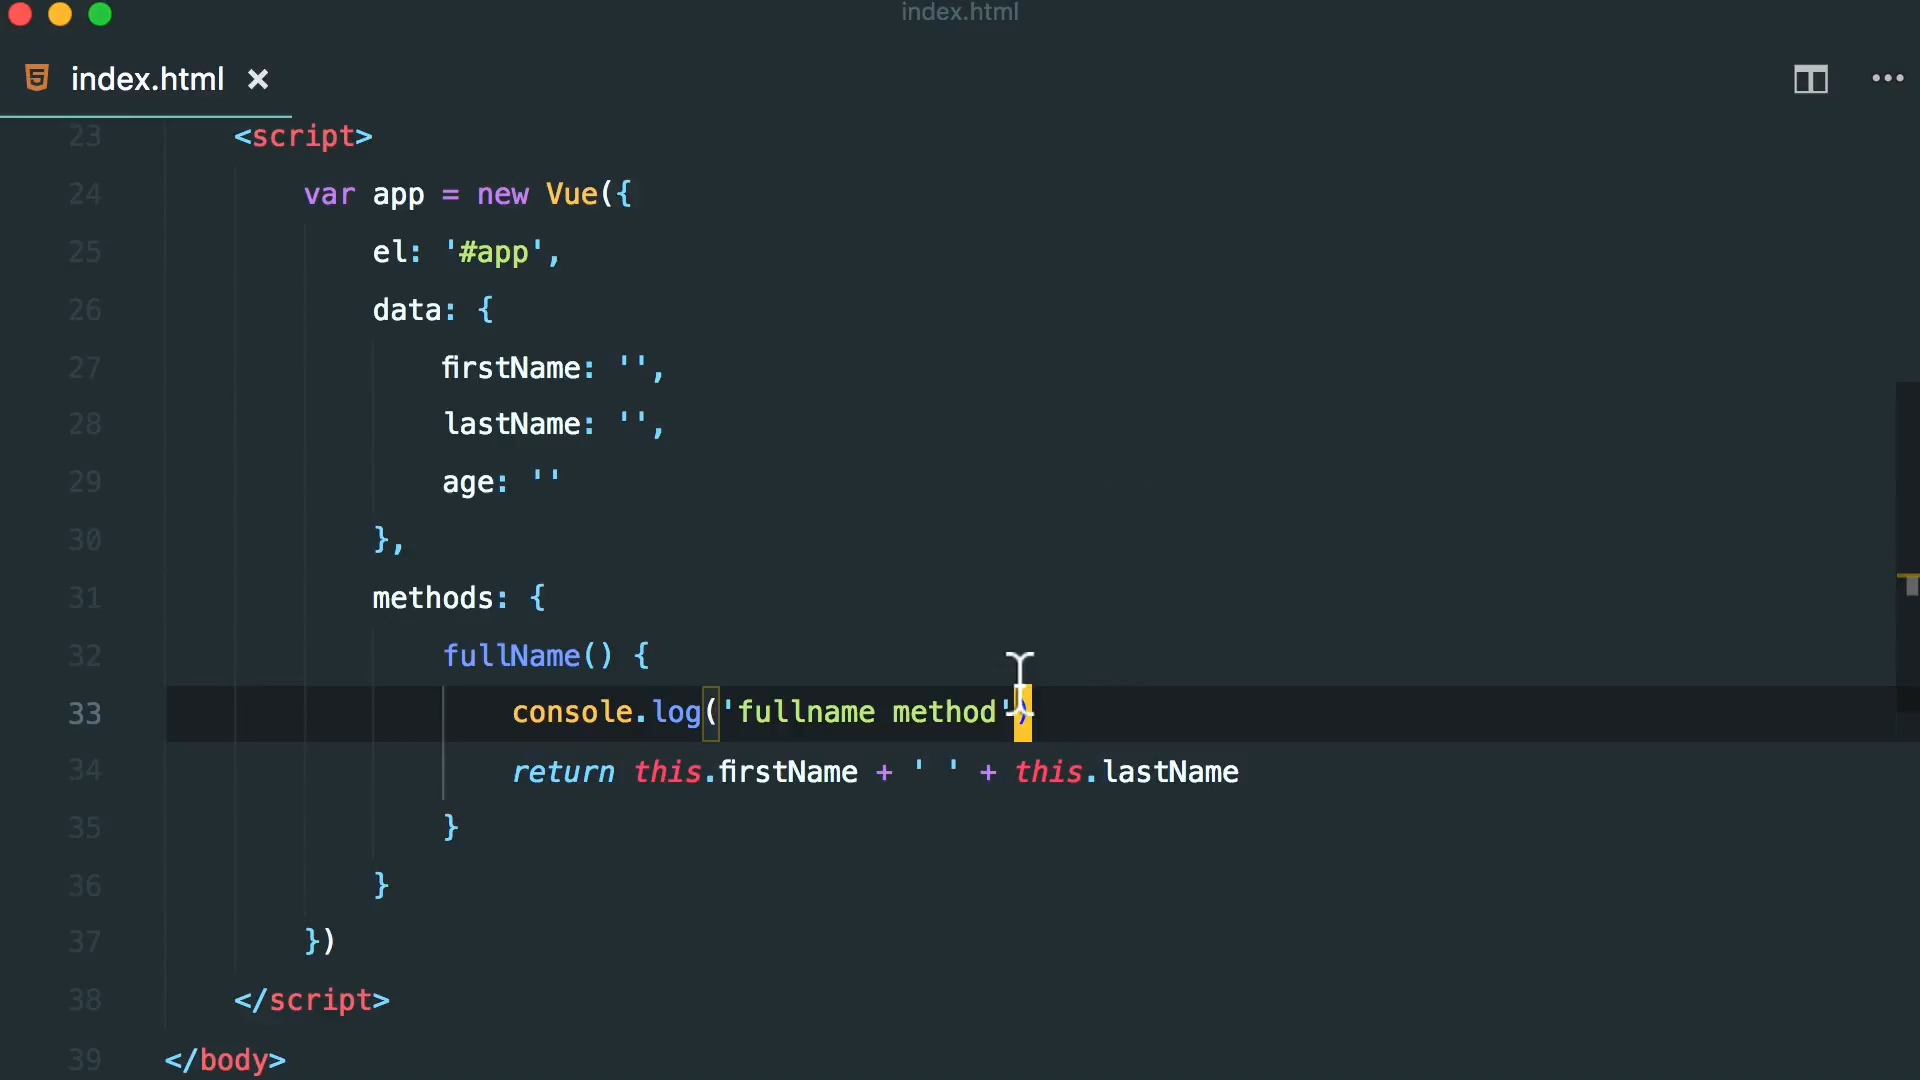 index.html
index.html
23 <script>
24 var app = new Vue({
25 el: '#app',
26 data: {
27 firstName: '',
28 lastName: '',
29 age: ''
30 },
31 methods: {
32 fullName() {
33 console.log('fullname method')
34 return this.firstName + ' ' + this.lastName
35 }
36 }
37 })
38 </script>
39 </body>